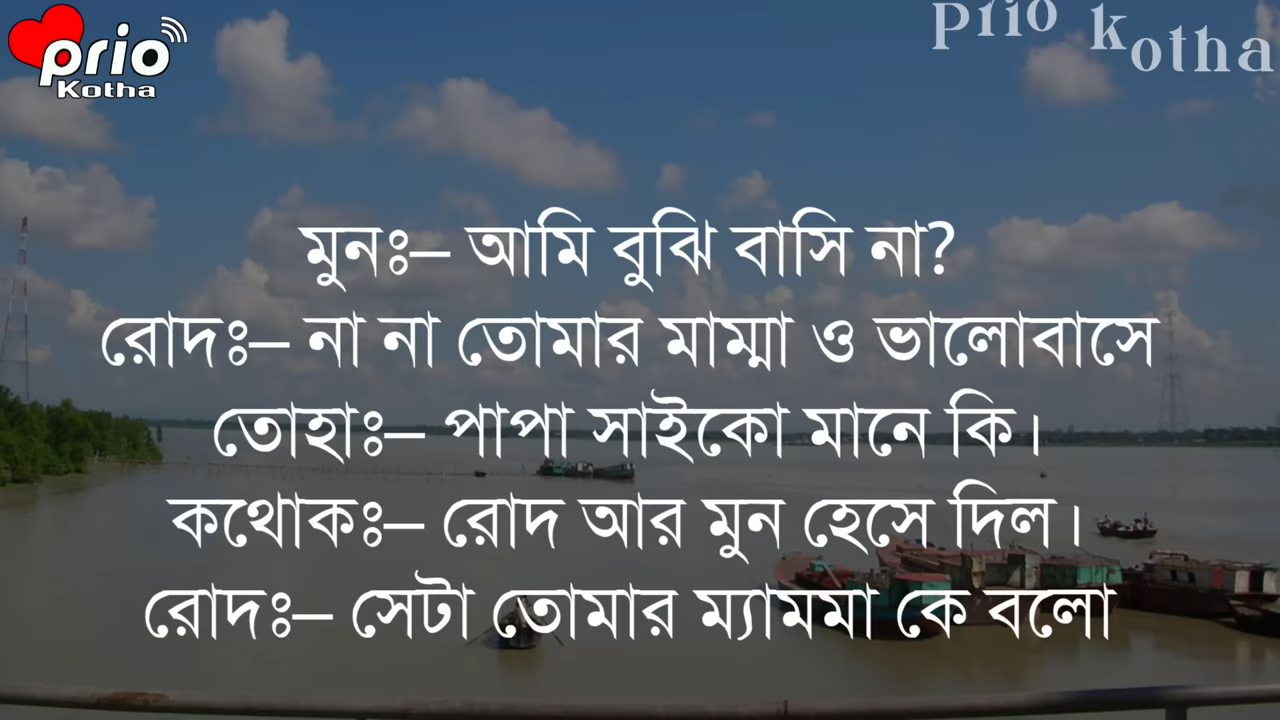 prio
Kotha
Prio Kotha
মুনঃ– আমি বুঝি বাসি না?
রোদঃ– না না তোমার মাম্মা ও ভালোবাসে
তোহাঃ– পাপা সাইকো মানে কি।
কথোকঃ– রোদ আর মুন হেসে দিল।
রোদঃ– সেটা তোমার ম্যামমা কে বলো